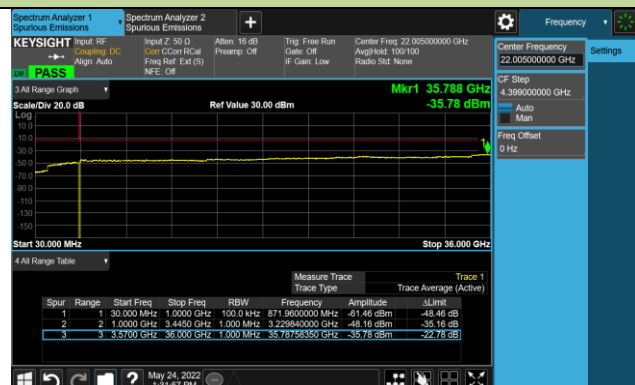 Spectrum Analyzer 1
Spurious Emissions
Spectrum Analyzer 2
Spurious Emissions
+
Frequency
KEYSIGHT Input: RF
Coupling: DC
Align: Auto
Input Z: 50 Ω
Corr CCorr RCal
Freq Ref: Ext (S)
NFE: Off
Atten: 16 dB
Preamp: Off
Trig: Free Run
Gate: Off
IF Gain: Low
Center Freq: 22.005000000 GHz
Avg|Hold: 100/100
Radio Std: None
PASS
Center Frequency
22.005000000 GHz
Settings
CF Step
4.399000000 GHz
Auto
Man
Freq Offset
0 Hz
3 All Range Graph
Mkr1 35.788 GHz
Scale/Div 20.0 dB
Ref Value 30.00 dBm
-35.78 dBm
Log
10.0
-10.0
-30.0
-50.0
-70.0
-90.0
-110
-130
-150
1
Start 30.000 MHz
Stop 36.000 GHz
4 All Range Table
Measure Trace Trace 1
Trace Type Trace Average (Active)
Spur Range Start Freq Stop Freq RBW Frequency Amplitude ΔLimit
1 1 30.000 MHz 1.0000 GHz 100.0 kHz 871.9600000 MHz -61.46 dBm -48.46 dB
2 2 1.0000 GHz 3.4450 GHz 1.000 MHz 3.229840000 GHz -48.16 dBm -35.16 dB
3 3 3.5700 GHz 36.000 GHz 1.000 MHz 35.78758350 GHz -35.78 dBm -22.78 dB
?
May 24, 2022
1:31:57 PM